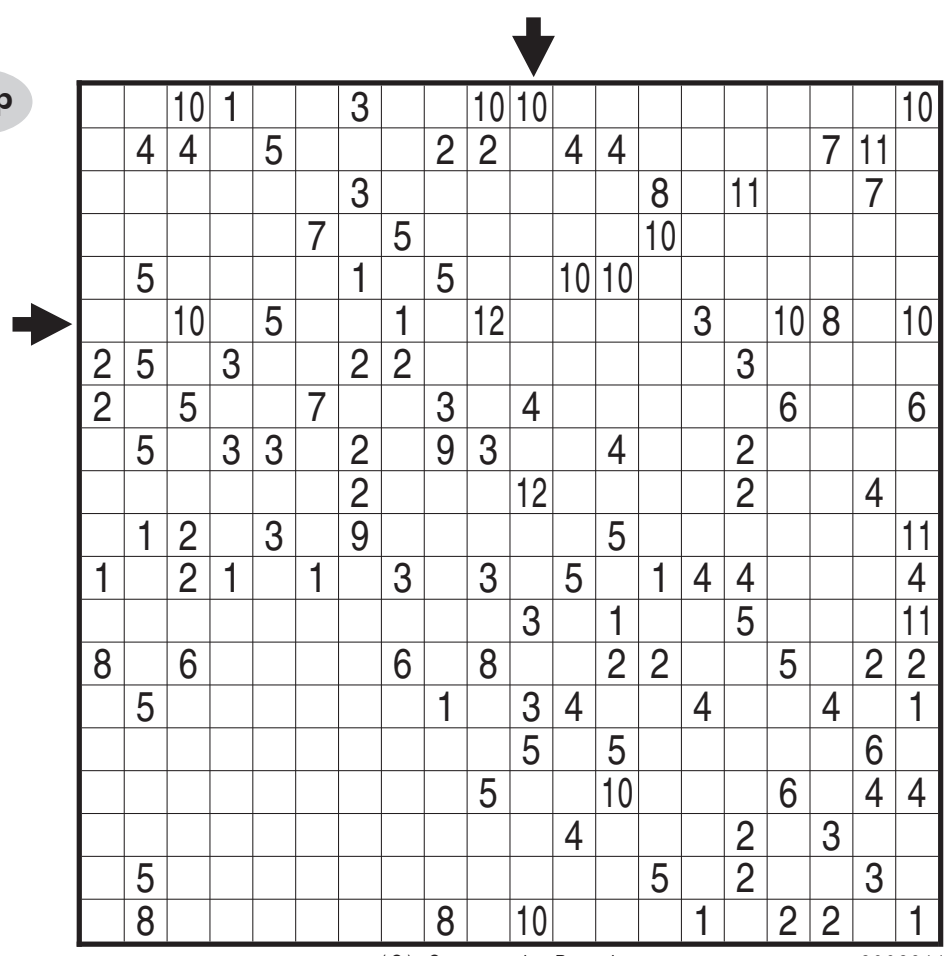 p
10 1 3 10 10 10
4 4 5 2 2 4 4 7 11
3 8 11 7
7 5 10
5 1 5 10 10
10 5 1 12 3 10 8 10
2 5 3 2 2 3
2 5 7 3 4 6 6
5 3 3 2 9 3 4 2
2 12 2 4
1 2 3 9 5 11
1 2 1 1 3 3 5 1 4 4 4
3 1 5 11
8 6 6 8 2 2 5 2 2
5 1 3 4 4 4 1
5 5 6
5 10 6 4 4
4 2 3
5 5 2 3
8 8 10 1 2 2 1